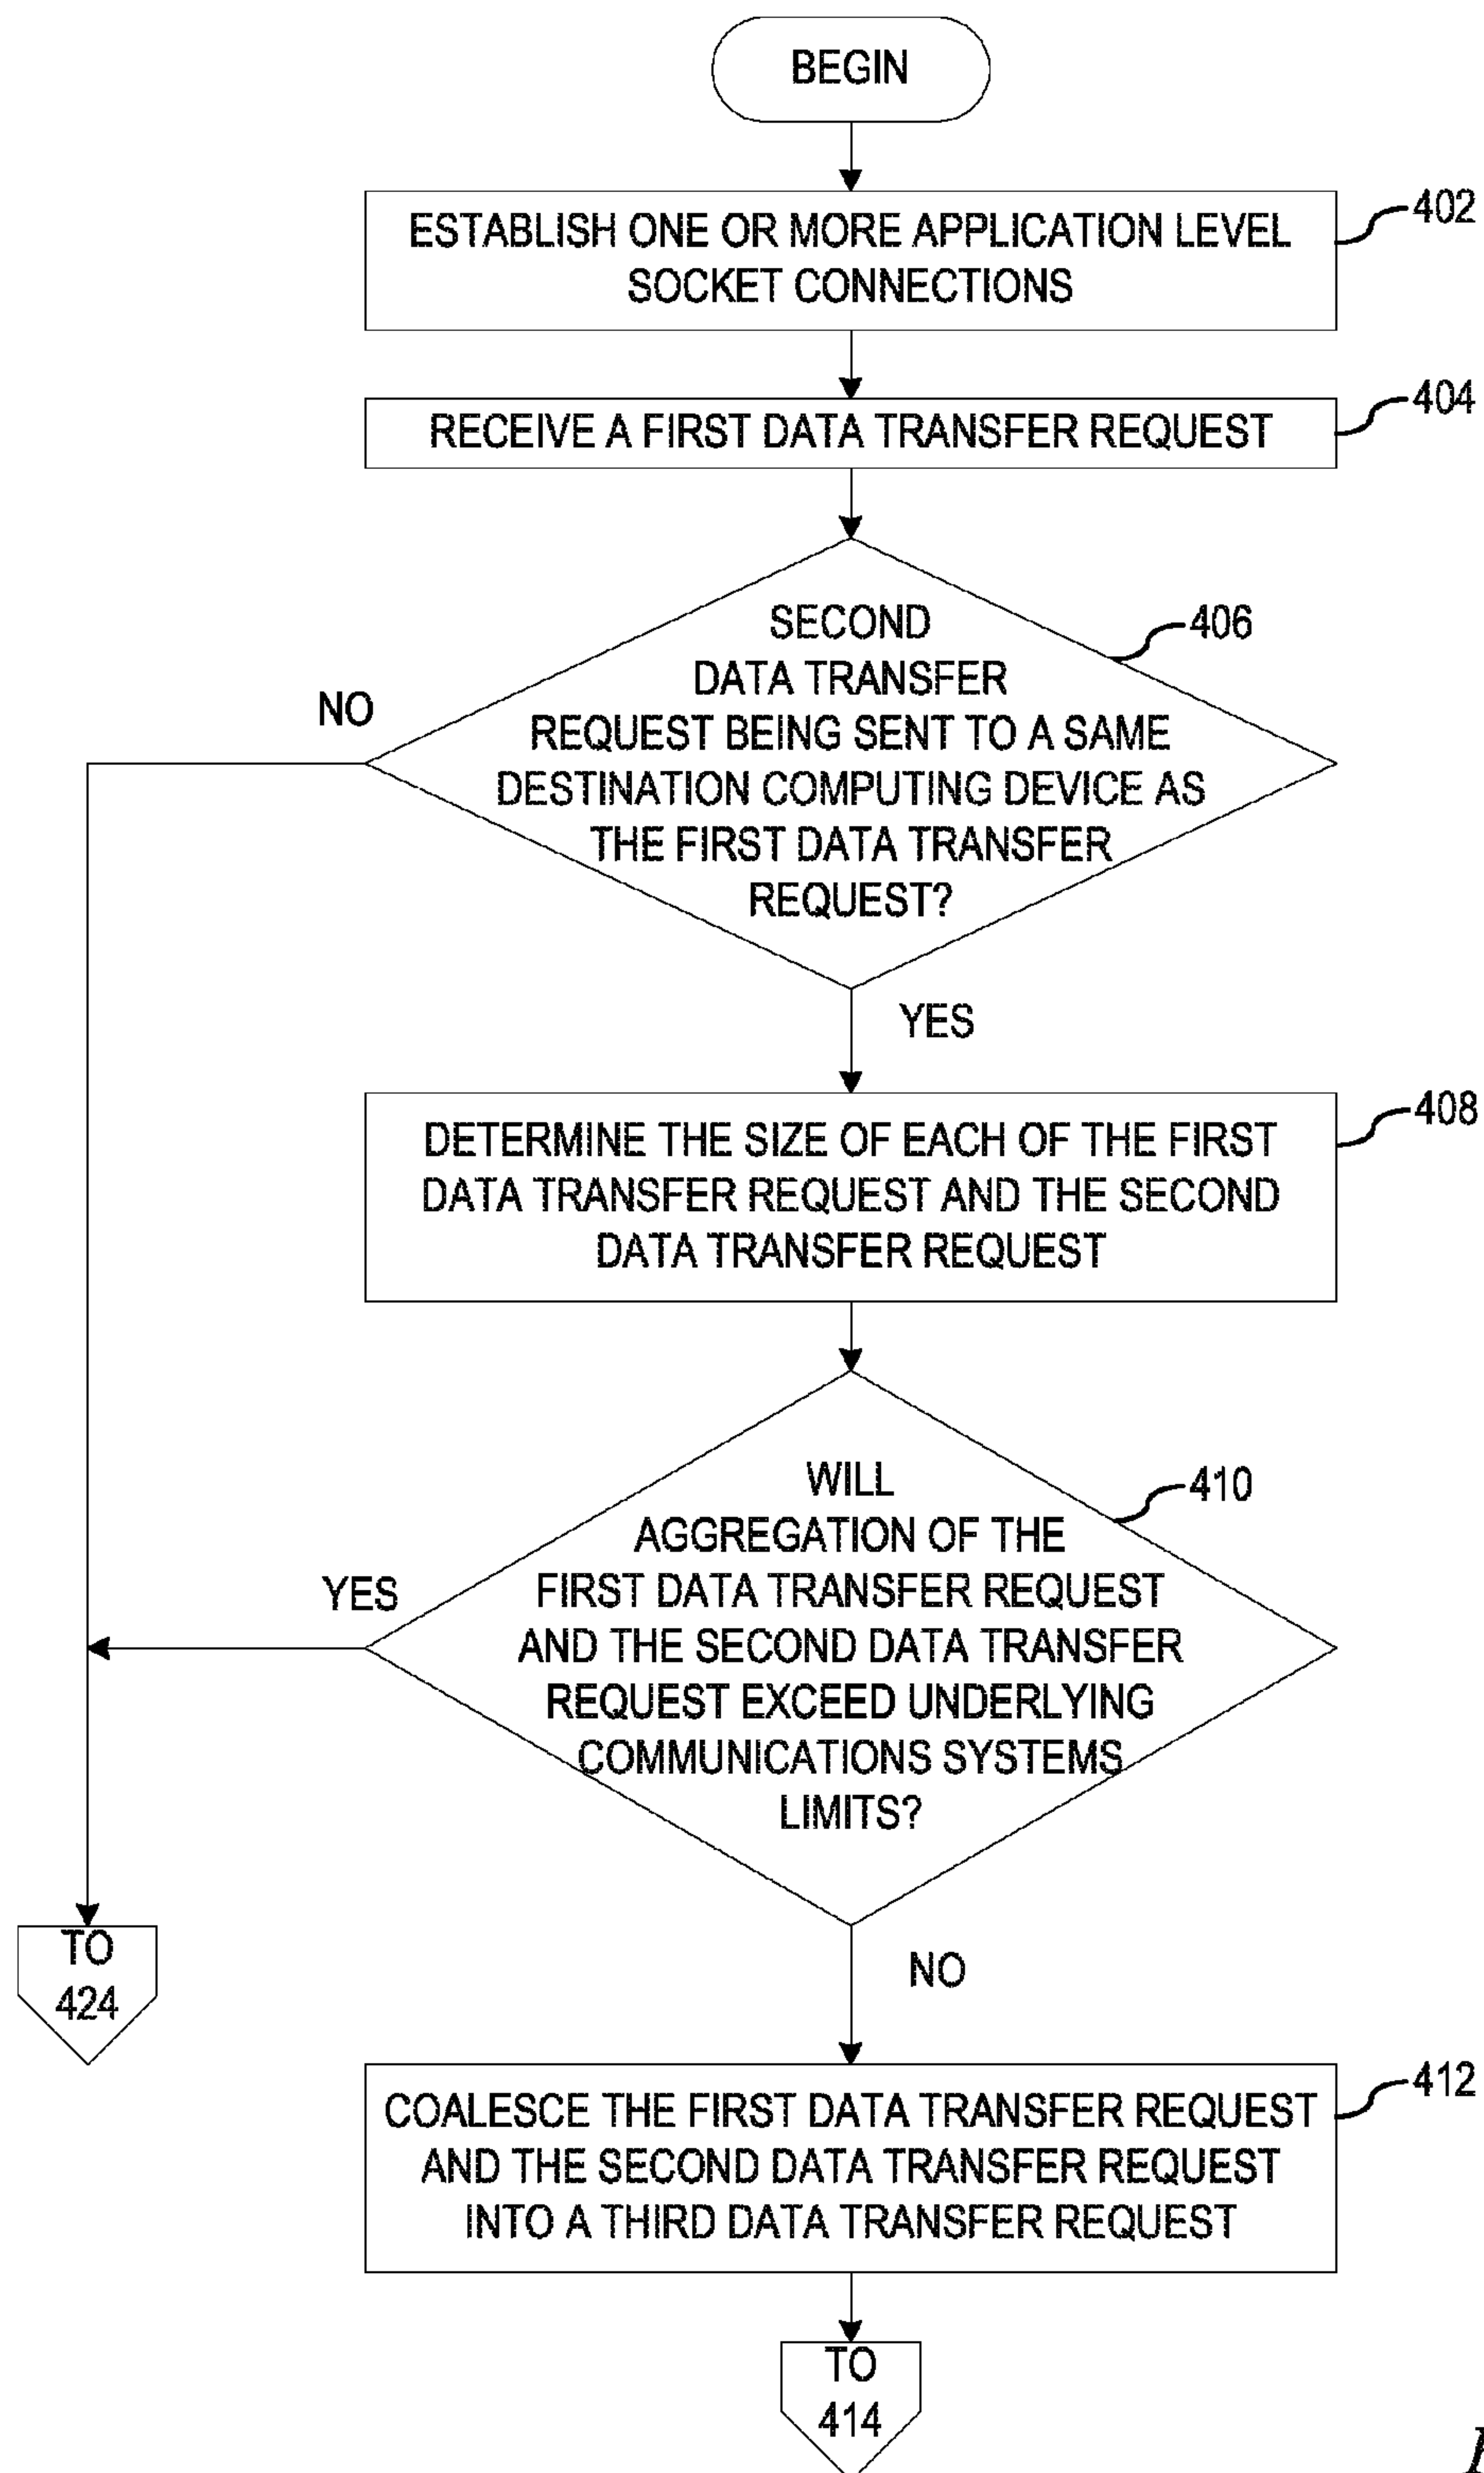 BEGIN
ESTABLISH ONE OR MORE APPLICATION LEVEL
SOCKET CONNECTIONS
402
RECEIVE A FIRST DATA TRANSFER REQUEST
404
SECOND
DATA TRANSFER
REQUEST BEING SENT TO A SAME
DESTINATION COMPUTING DEVICE AS
THE FIRST DATA TRANSFER
REQUEST?
406
NO
YES
DETERMINE THE SIZE OF EACH OF THE FIRST
DATA TRANSFER REQUEST AND THE SECOND
DATA TRANSFER REQUEST
408
WILL
AGGREGATION OF THE
FIRST DATA TRANSFER REQUEST
AND THE SECOND DATA TRANSFER
REQUEST EXCEED UNDERLYING
COMMUNICATIONS SYSTEMS
LIMITS?
410
YES
NO
TO
424
COALESCE THE FIRST DATA TRANSFER REQUEST
AND THE SECOND DATA TRANSFER REQUEST
INTO A THIRD DATA TRANSFER REQUEST
412
TO
414